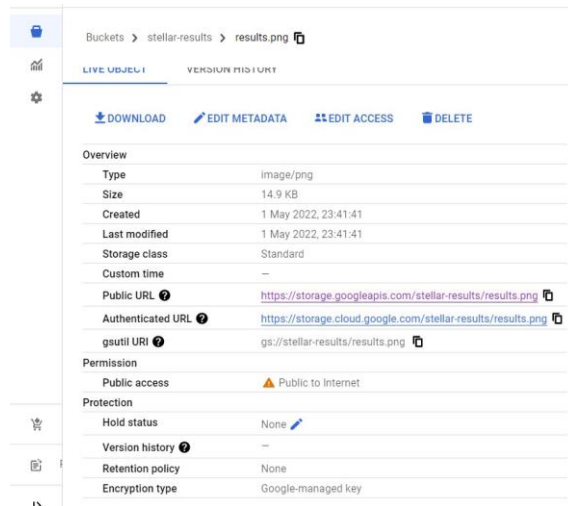 Buckets > stellar-results > results.png
LIVE OBJECT VERSION HISTORY
DOWNLOAD EDIT METADATA EDIT ACCESS DELETE
Overview
Type image/png
Size 14.9 KB
Created 1 May 2022, 23:41:41
Last modified 1 May 2022, 23:41:41
Storage class Standard
Custom time —
Public URL https://storage.googleapis.com/stellar-results/results.png
Authenticated URL https://storage.cloud.google.com/stellar-results/results.png
gsutil URI gs://stellar-results/results.png
Permission
Public access Public to Internet
Protection
Hold status None
Version history —
Retention policy None
Encryption type Google-managed key